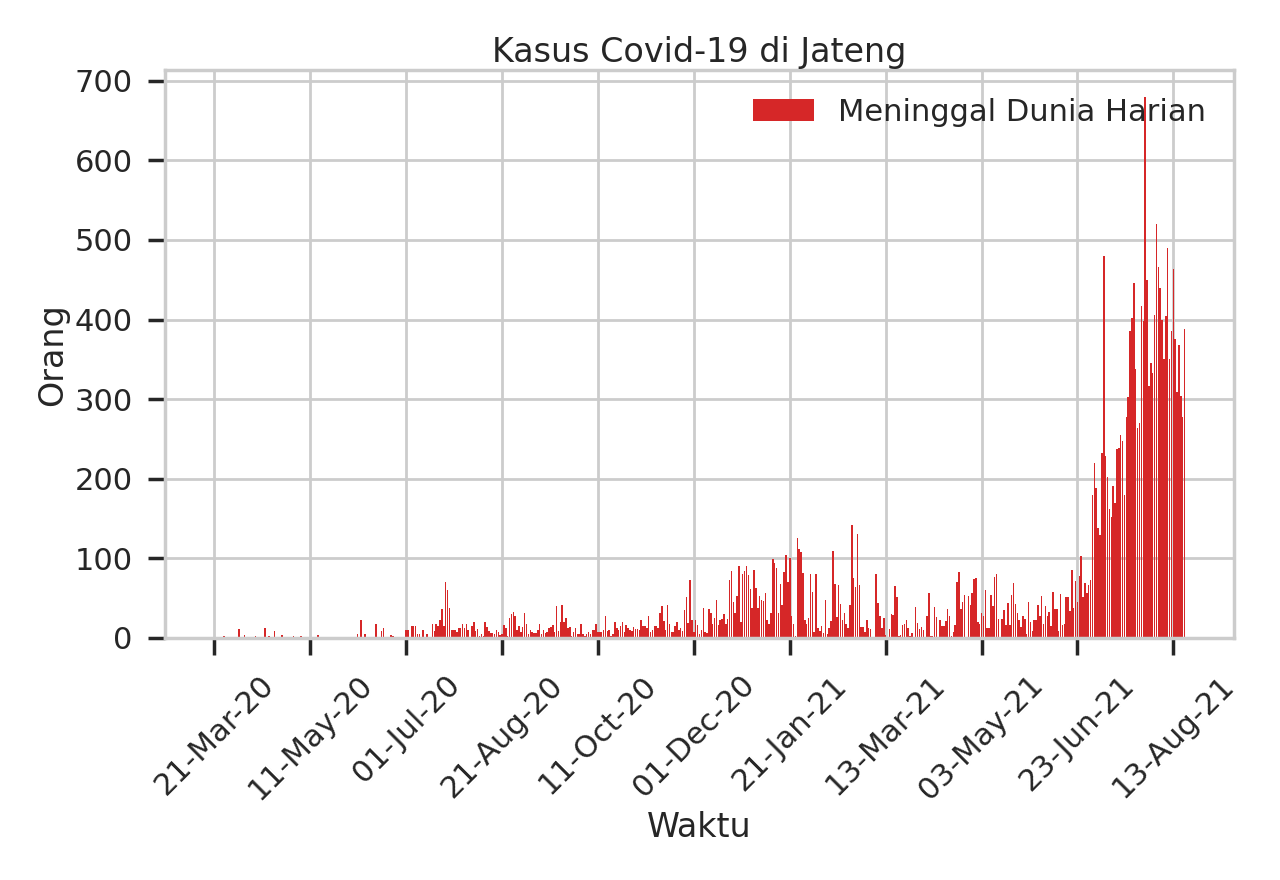 Kasus Covid-19 di Jateng
Meninggal Dunia Harian
Orang
700
600
500
400
300
200
100
0
21-Mar-20
11-May-20
01-Jul-20
21-Aug-20
11-Oct-20
01-Dec-20
21-Jan-21
13-Mar-21
03-May-21
23-Jun-21
13-Aug-21
Waktu